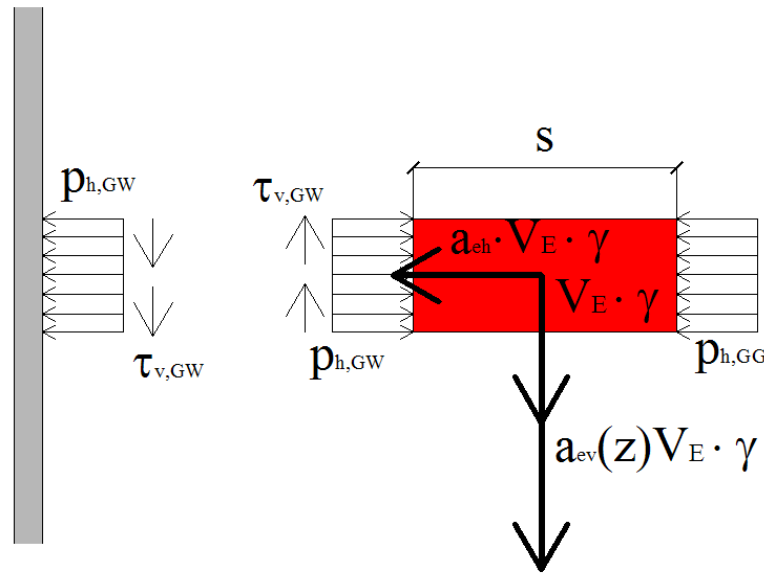 s
p_h,GW
τ_v,GW
a_eh · V_E · γ
V_E · γ
τ_v,GW
p_h,GW
p_h,GG
a_ev(z)V_E · γ